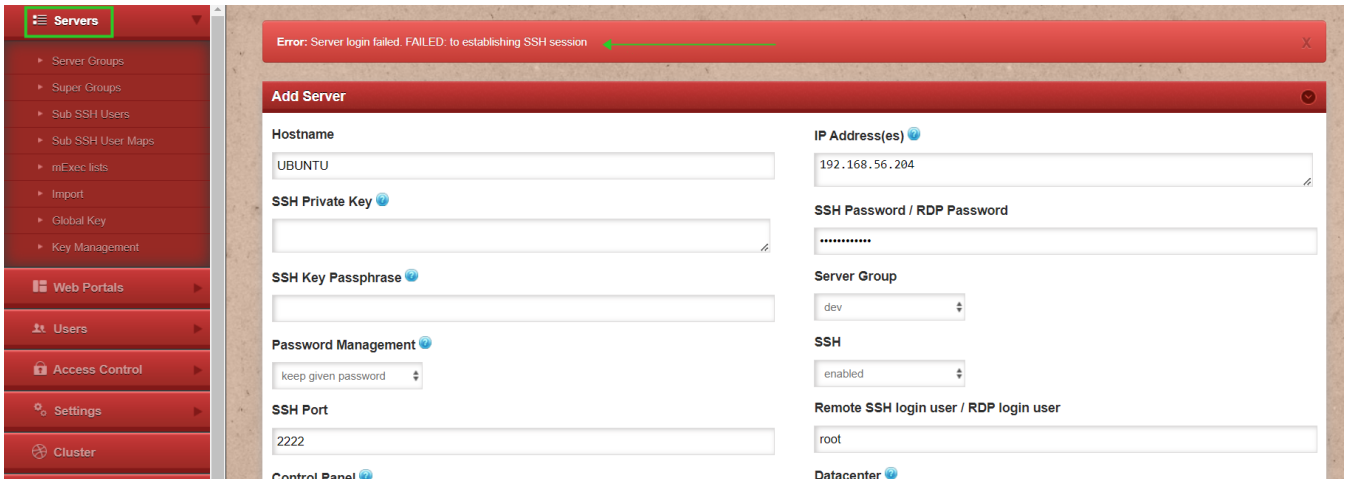 Servers
Server Groups
Super Groups
Sub SSH Users
Sub SSH User Maps
mExec lists
Import
Global Key
Key Management
Web Portals
Users
Access Control
Settings
Cluster
Error: Server login failed. FAILED: to establishing SSH session
X
Add Server
Hostname
UBUNTU
IP Address(es)
192.168.56.204
SSH Private Key
SSH Password / RDP Password
••••••••••••
SSH Key Passphrase
Server Group
dev
Password Management
keep given password
SSH
enabled
SSH Port
2222
Remote SSH login user / RDP login user
root
Control Panel
Datacenter